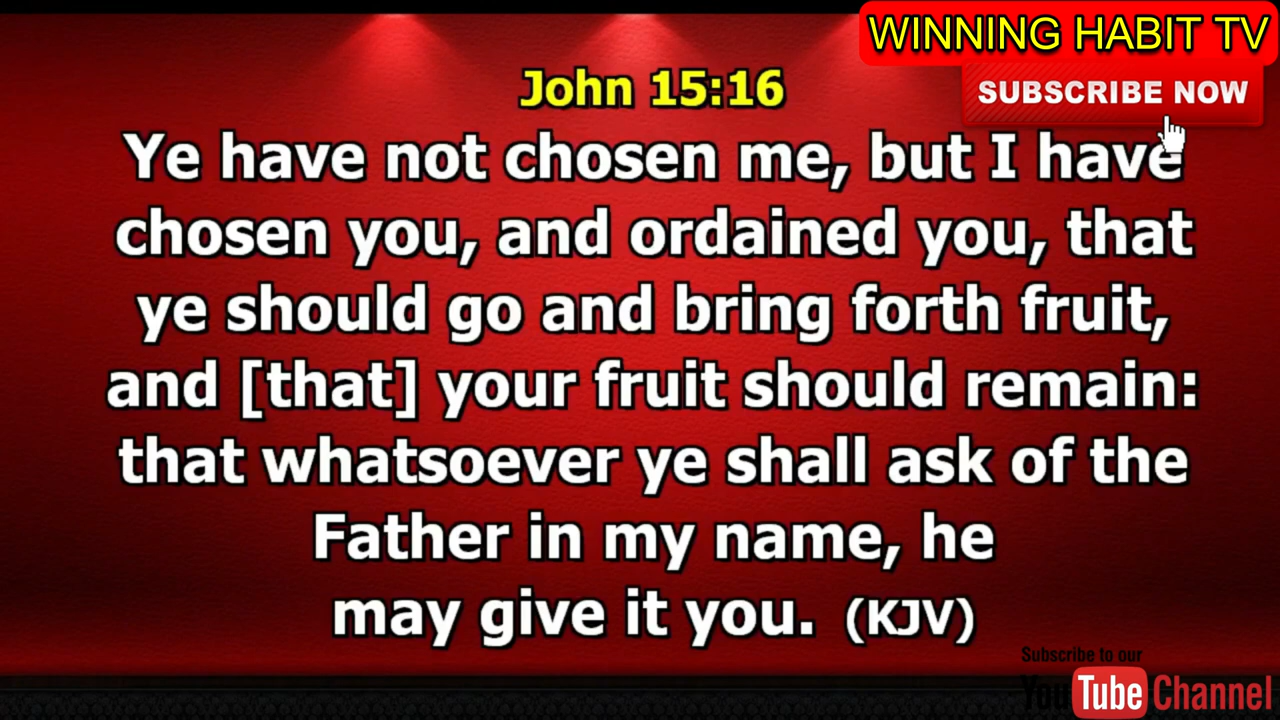 WINNING HABIT TV
SUBSCRIBE NOW
John 15:16
Ye have not chosen me, but I have
chosen you, and ordained you, that
ye should go and bring forth fruit,
and [that] your fruit should remain:
that whatsoever ye shall ask of the
Father in my name, he
may give it you. (KJV)
Subscribe to our
YouTube Channel